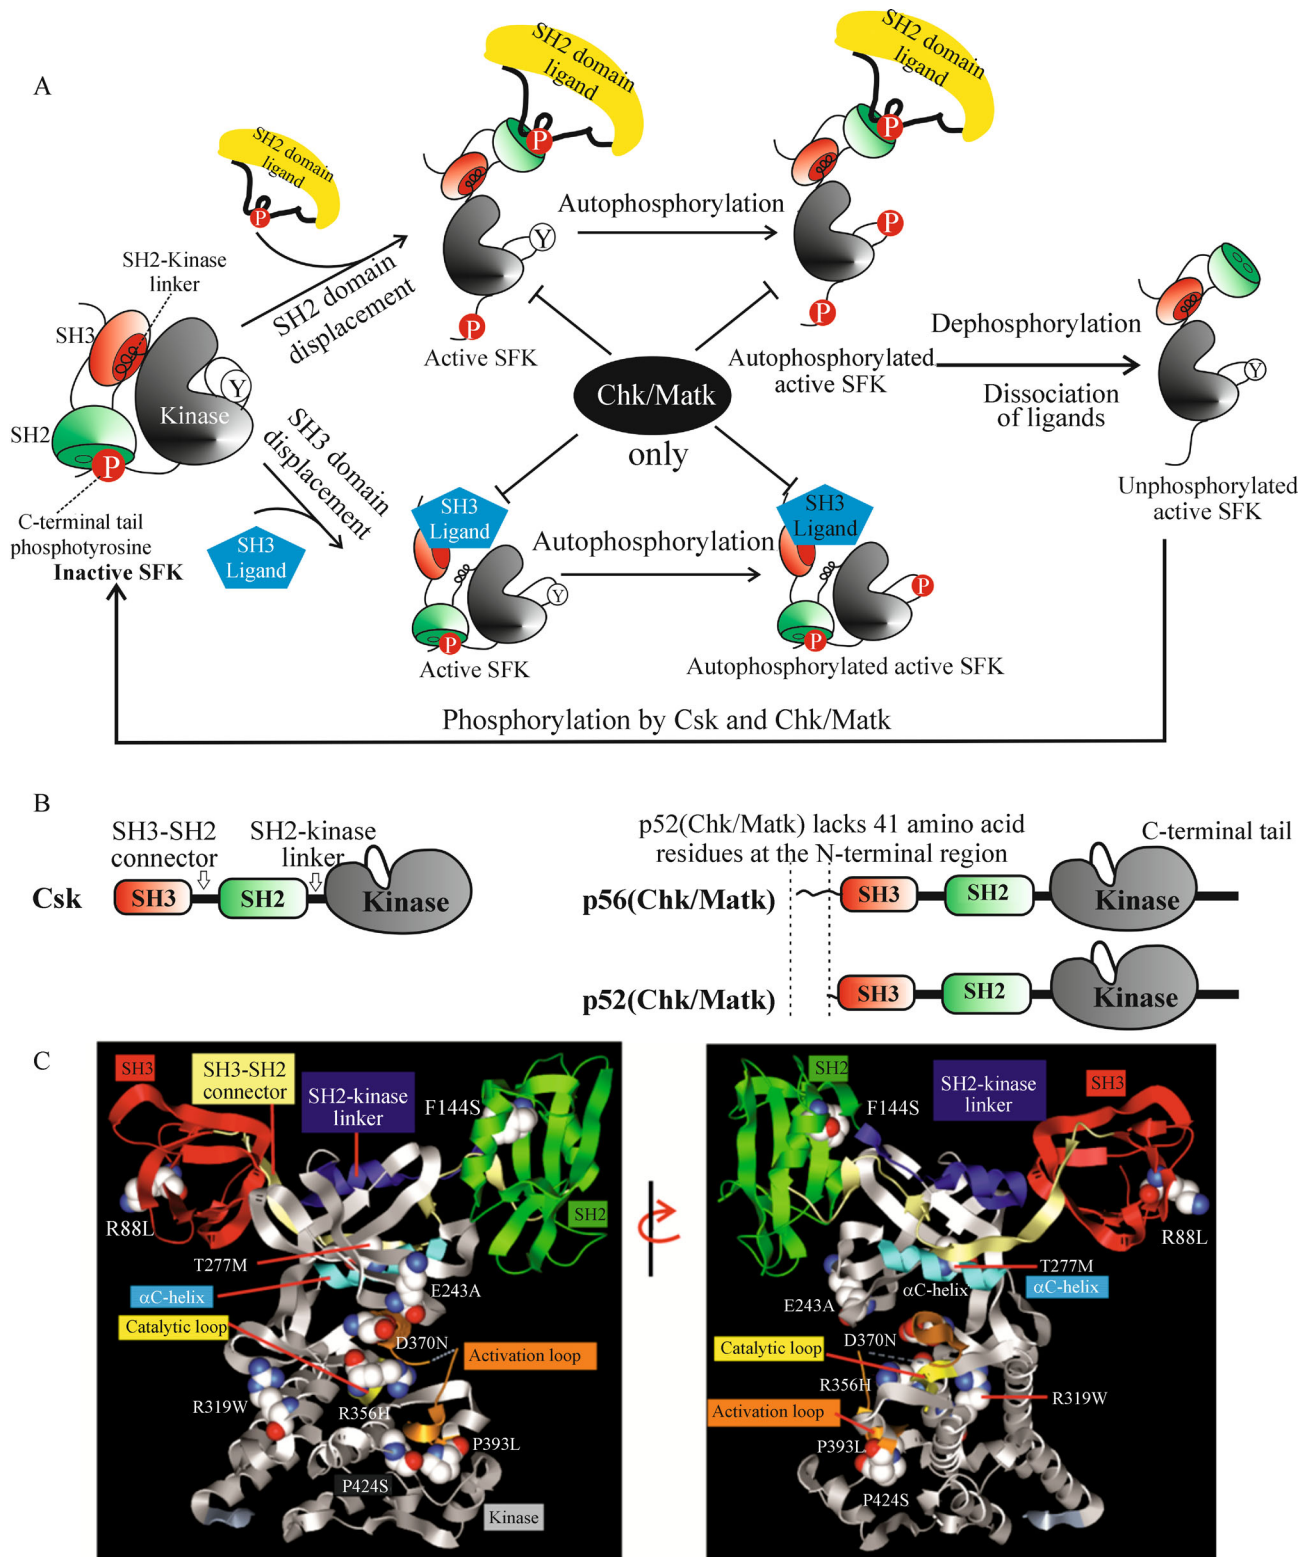 A
SH2 domain
ligand
SH2 domain
ligand
SH2 domain
ligand
P
P
P
Autophosphorylation
SH2-Kinase
linker
SH3
Y
Kinase
SH2
P
C-terminal tail
phosphotyrosine
Inactive SFK
SH2 domain
displacement
Y
P
Active SFK
P
P
Autophosphorylated
active SFK
Dephosphorylation
Dissociation
of ligands
Y
Unphosphorylated
active SFK
Chk/Matk
only
SH3 domain
displacement
SH3
Ligand
SH3
Ligand
Y
P
Active SFK
Autophosphorylation
SH3
Ligand
P
P
Autophosphorylated active SFK
Phosphorylation by Csk and Chk/Matk
B
SH3-SH2
connector
SH2-kinase
linker
Csk
SH3
SH2
Kinase
p52(Chk/Matk) lacks 41 amino acid
residues at the N-terminal region
C-terminal tail
p56(Chk/Matk)
SH3
SH2
Kinase
p52(Chk/Matk)
SH3
SH2
Kinase
C
SH3
SH3-SH2
connector
SH2-kinase
linker
F144S
R88L
SH2
T277M
αC-helix
E243A
Catalytic loop
D370N
Activation loop
R319W
R356H
P393L
P424S
Kinase
SH2
F144S
SH2-kinase
linker
SH3
R88L
T277M
αC-helix
αC-helix
E243A
D370N
Catalytic loop
R356H
R319W
Activation loop
P393L
P424S